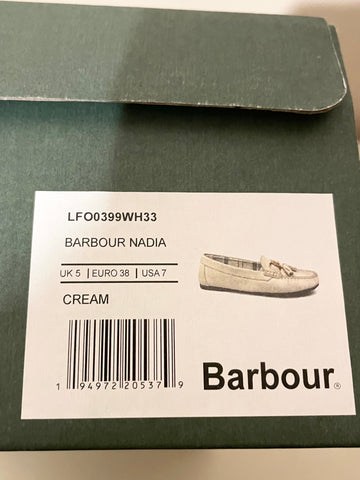 LFO0399WH33
BARBOUR NADIA
UK 5 | EURO 38 | USA 7
CREAM
1 94972 20537 9
Barbour®